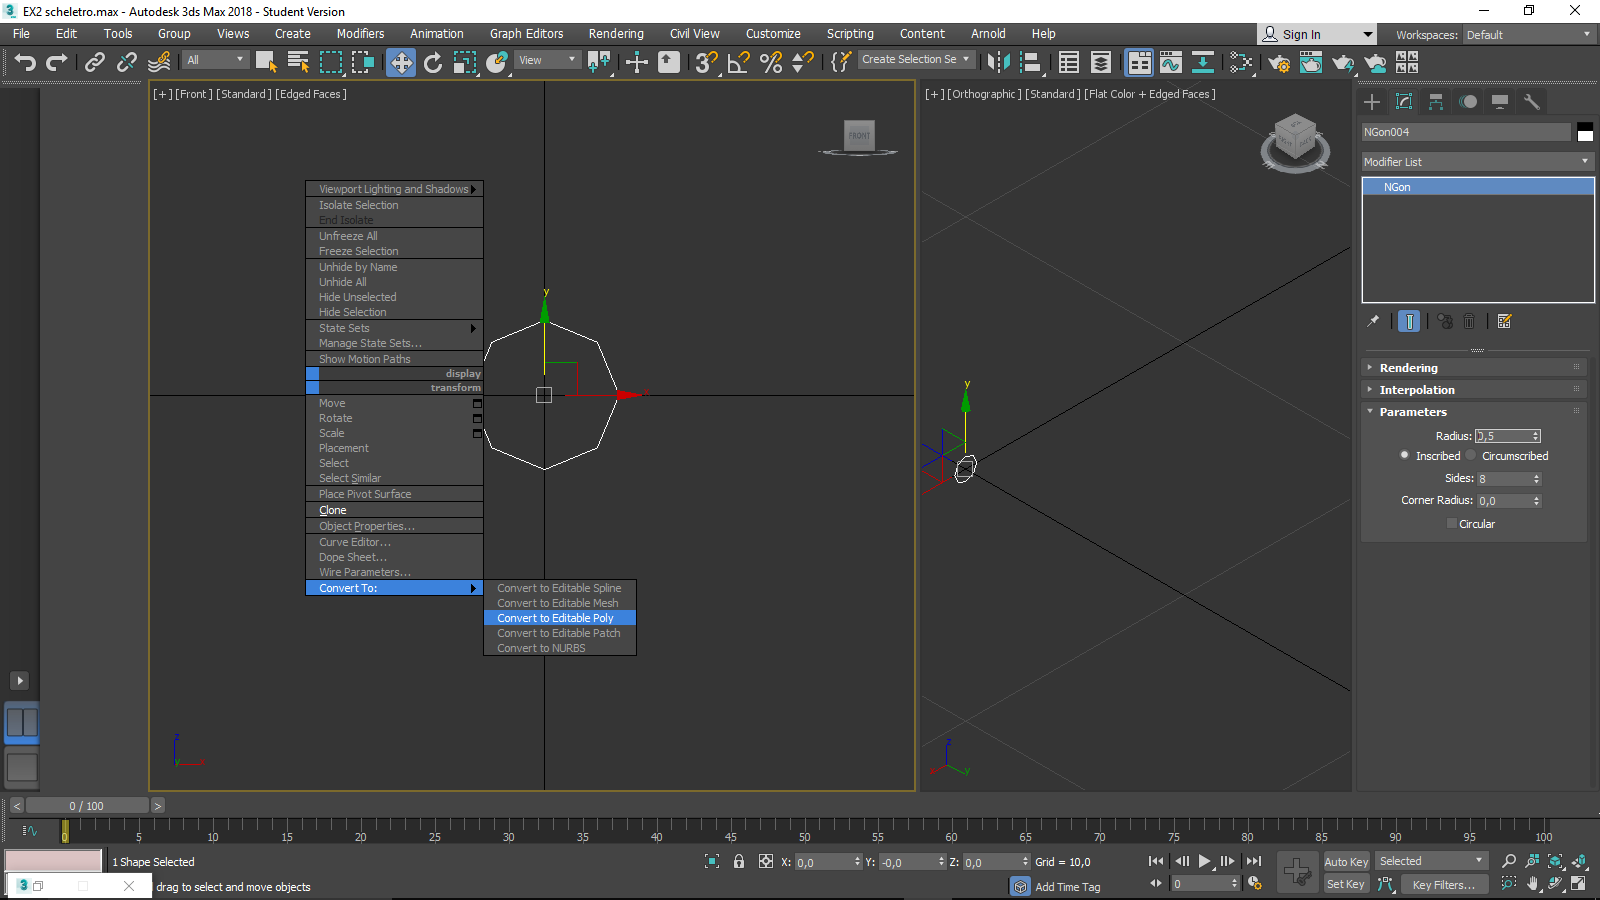 EX2 scheletro.max - Autodesk 3ds Max 2018 - Student Version
File Edit Tools Group Views Create Modifiers Animation Graph Editors Rendering Civil View Customize Scripting Content Arnold Help Sign In Workspaces: Default
All View Create Selection Se
[+] [Front] [Standard] [Edged Faces]
[+] [Orthographic] [Standard] [Flat Color + Edged Faces]
FRONT
NGon004
Modifier List
NGon
Viewport Lighting and Shadows
Isolate Selection
End Isolate
Unfreeze All
Freeze Selection
Unhide by Name
Unhide All
Hide Unselected
Hide Selection
State Sets
Manage State Sets...
Show Motion Paths
display
transform
Move
Rotate
Scale
Placement
Select
Select Similar
Place Pivot Surface
Clone
Object Properties...
Curve Editor...
Dope Sheet...
Wire Parameters...
Convert To:
Convert to Editable Spline
Convert to Editable Mesh
Convert to Editable Poly
Convert to Editable Patch
Convert to NURBS
y
x
y
z
z
y
Rendering
Interpolation
Parameters
Radius: 0,5
Inscribed Circumscribed
Sides: 8
Corner Radius: 0,0
Circular
< 0 / 100 >
0 5 10 15 20 25 30 35 40 45 50 55 60 65 70 75 80 85 90 95 100
1 Shape Selected X: 0,0 Y: -0,0 Z: 0,0 Grid = 10,0 Auto Key Selected
drag to select and move objects Add Time Tag 0 Set Key Key Filters...